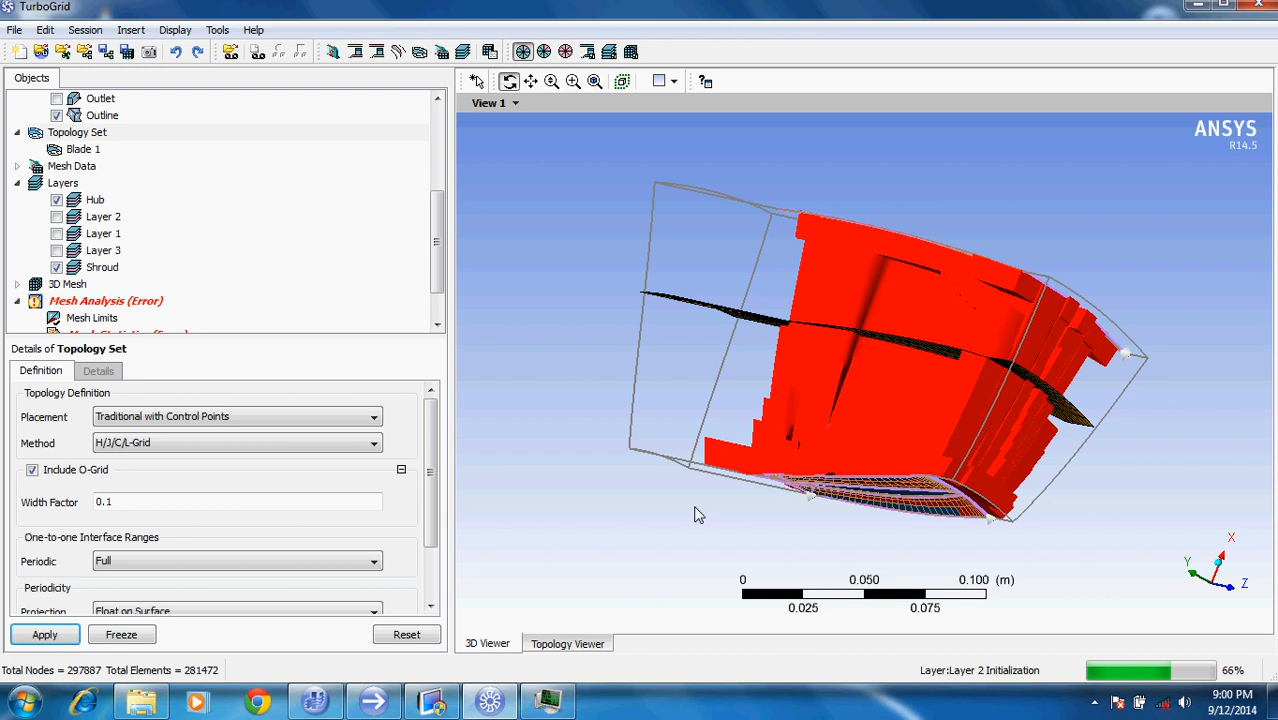 TurboGrid
File Edit Session Insert Display Tools Help
Objects
Outlet
Outline
Topology Set
Blade 1
Mesh Data
Layers
Hub
Layer 2
Layer 1
Layer 3
Shroud
3D Mesh
Mesh Analysis (Error)
Mesh Limits
Details of Topology Set
Definition Details
Topology Definition
Placement Traditional with Control Points
Method H/J/C/L-Grid
Include O-Grid
Width Factor 0.1
One-to-one Interface Ranges
Periodic Full
Periodicity
Projection Float on Surface
Apply Freeze Reset
View 1
ANSYS
R14.5
X
Y
Z
0 0.050 0.100 (m)
0.025 0.075
3D Viewer Topology Viewer
Total Nodes = 297887 Total Elements = 281472
Layer:Layer 2 Initialization 66%
9:00 PM
9/12/2014